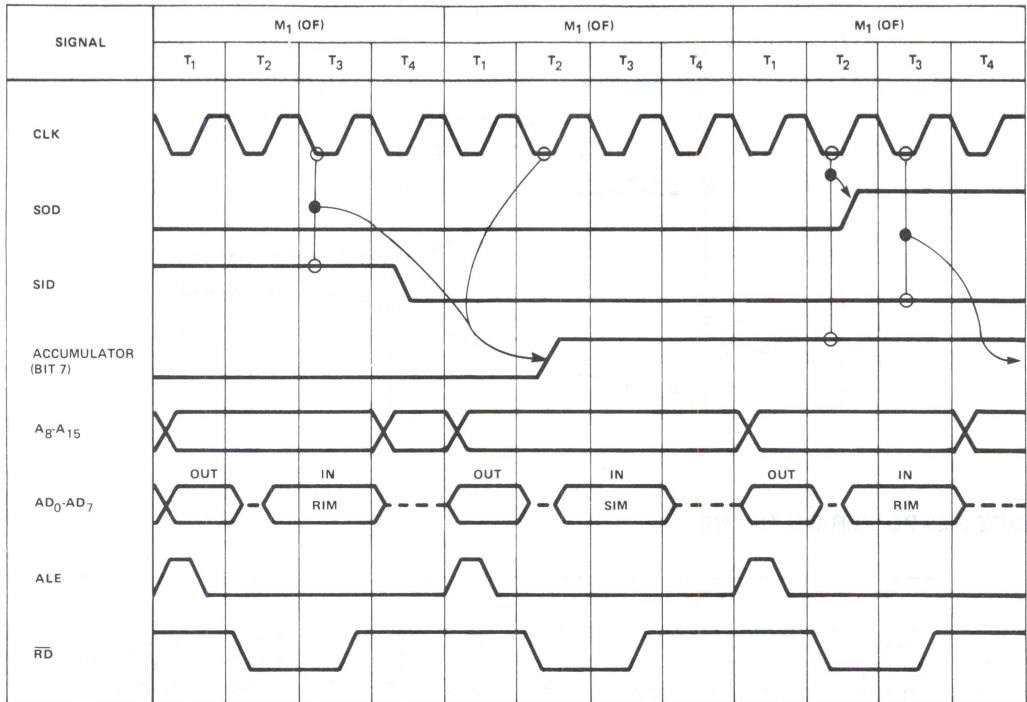 SIGNAL
M1 (OF) M1 (OF) M1 (OF)
T1 T2 T3 T4 T1 T2 T3 T4 T1 T2 T3 T4
CLK
SOD
SID
ACCUMULATOR
(BIT 7)
A8-A15
OUT IN OUT IN OUT IN
AD0-AD7 RIM SIM RIM
ALE
RD